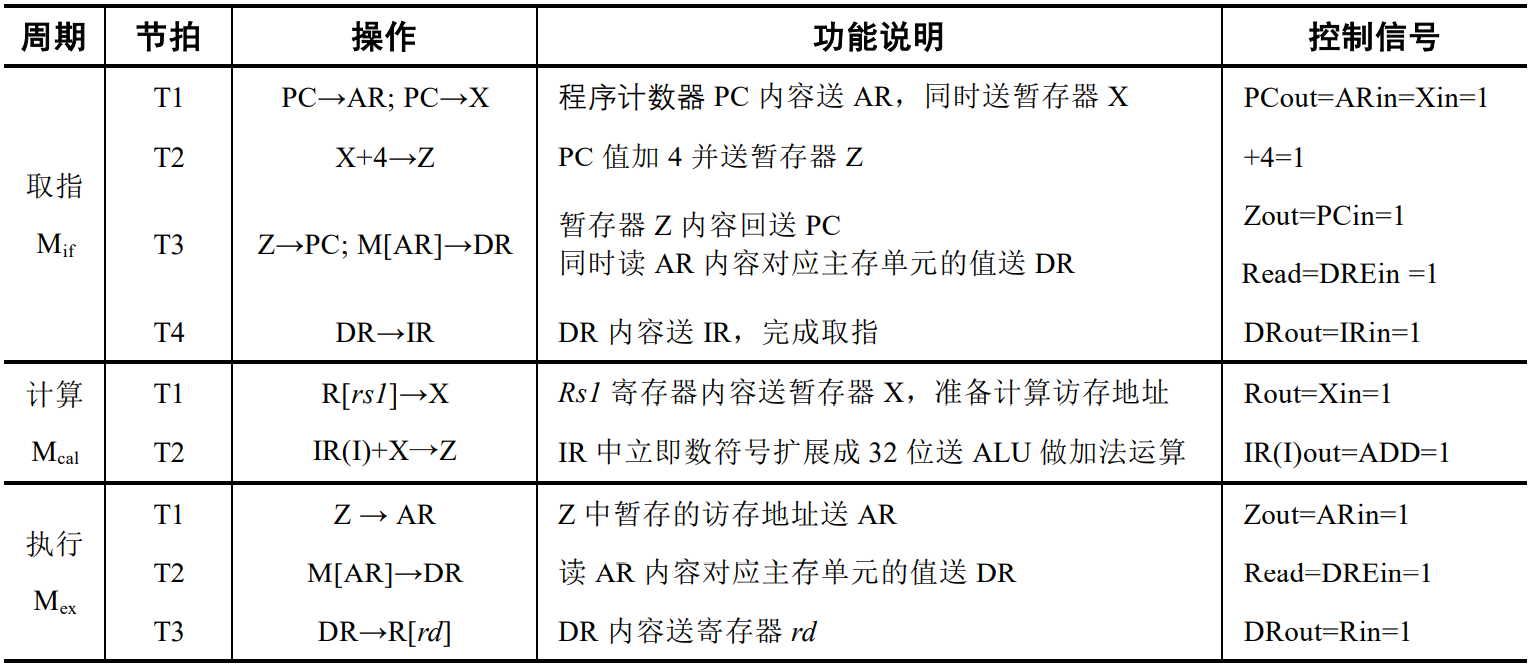 周期 节拍 操作 功能说明 控制信号
取指
M_if
T1 PC→AR; PC→X 程序计数器 PC 内容送 AR，同时送暂存器 X PCout=ARin=Xin=1
T2 X+4→Z PC 值加 4 并送暂存器 Z +4=1
T3 Z→PC; M[AR]→DR 暂存器 Z 内容回送 PC Zout=PCin=1
同时读 AR 内容对应主存单元的值送 DR Read=DREin =1
T4 DR→IR DR 内容送 IR，完成取指 DRout=IRin=1
计算
M_cal
T1 R[rs1]→X Rs1 寄存器内容送暂存器 X，准备计算访存地址 Rout=Xin=1
T2 IR(I)+X→Z IR 中立即数符号扩展成 32 位送 ALU 做加法运算 IR(I)out=ADD=1
执行
M_ex
T1 Z → AR Z 中暂存的访存地址送 AR Zout=ARin=1
T2 M[AR]→DR 读 AR 内容对应主存单元的值送 DR Read=DREin=1
T3 DR→R[rd] DR 内容送寄存器 rd DRout=Rin=1